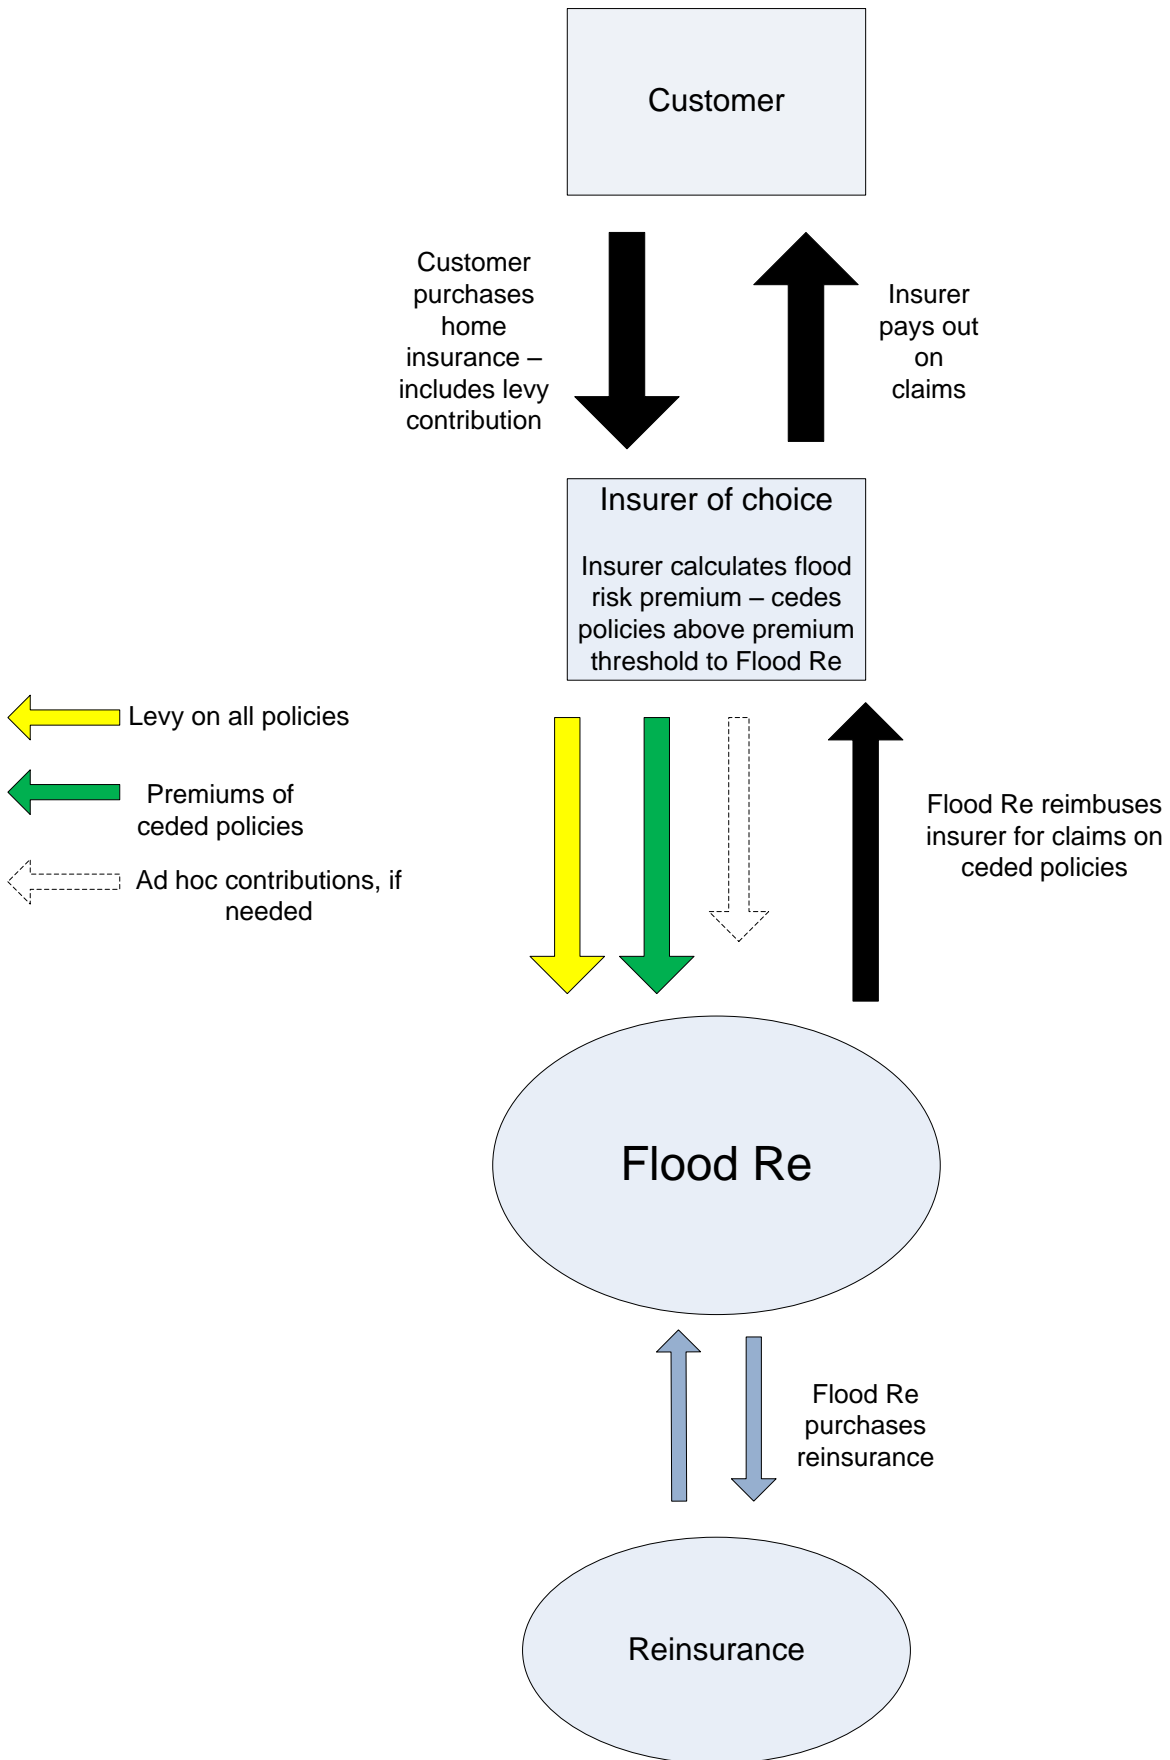 Customer
Customer
purchases
home
insurance –
includes levy
contribution
Insurer
pays out
on
claims
Insurer of choice
Insurer calculates flood
risk premium – cedes
policies above premium
threshold to Flood Re
Levy on all policies
Premiums of
ceded policies
Ad hoc contributions, if
needed
Flood Re reimbuses
insurer for claims on
ceded policies
Flood Re
Flood Re
purchases
reinsurance
Reinsurance